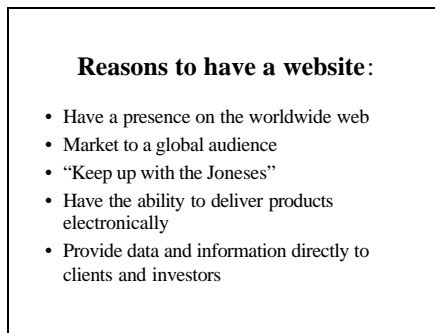 Reasons to have a website:
• Have a presence on the worldwide web
• Market to a global audience
• “Keep up with the Joneses”
• Have the ability to deliver products
electronically
• Provide data and information directly to
clients and investors